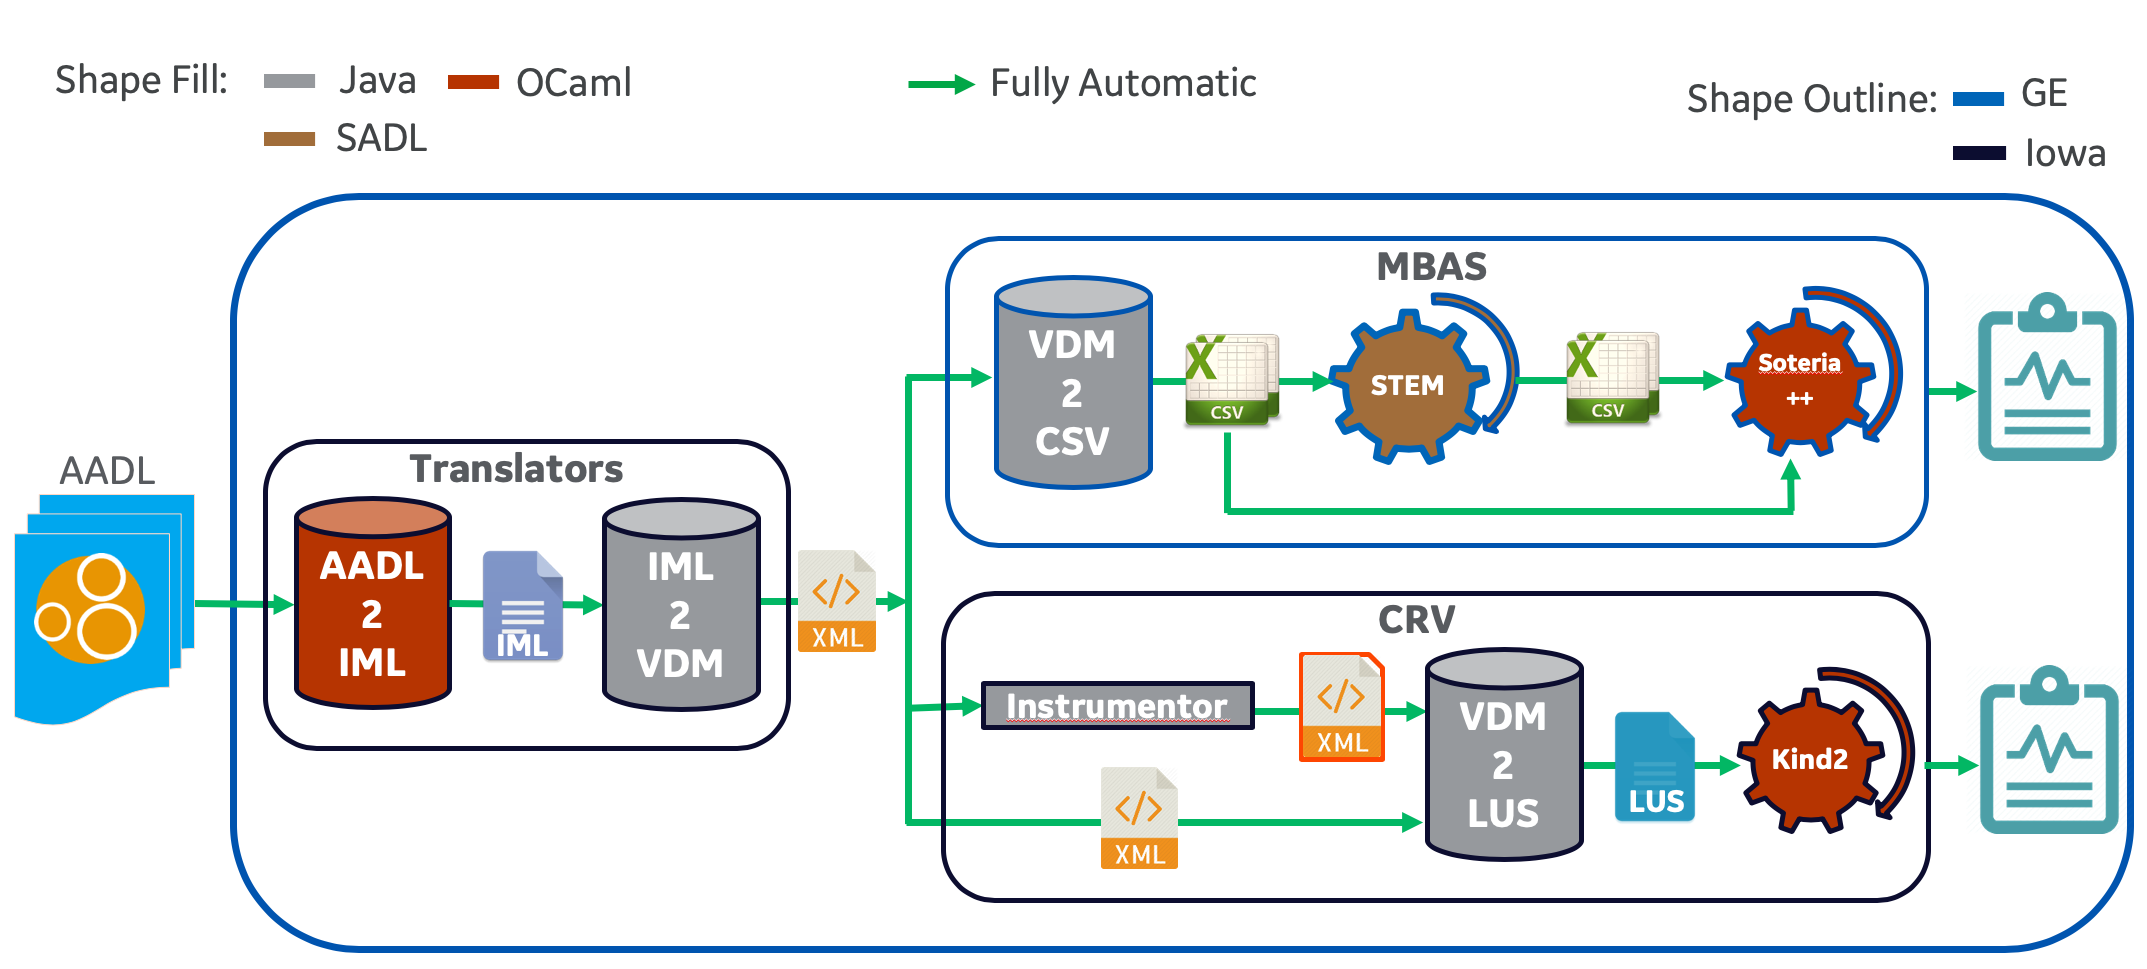 Shape Fill:
Java
OCaml
SADL
Fully Automatic
Shape Outline:
GE
Iowa
AADL
Translators
AADL
2
IML
IML
IML
2
VDM
XML
MBAS
VDM
2
CSV
CSV
STEM
CSV
Soteria
++
CRV
Instrumentor
XML
XML
VDM
2
LUS
LUS
Kind2